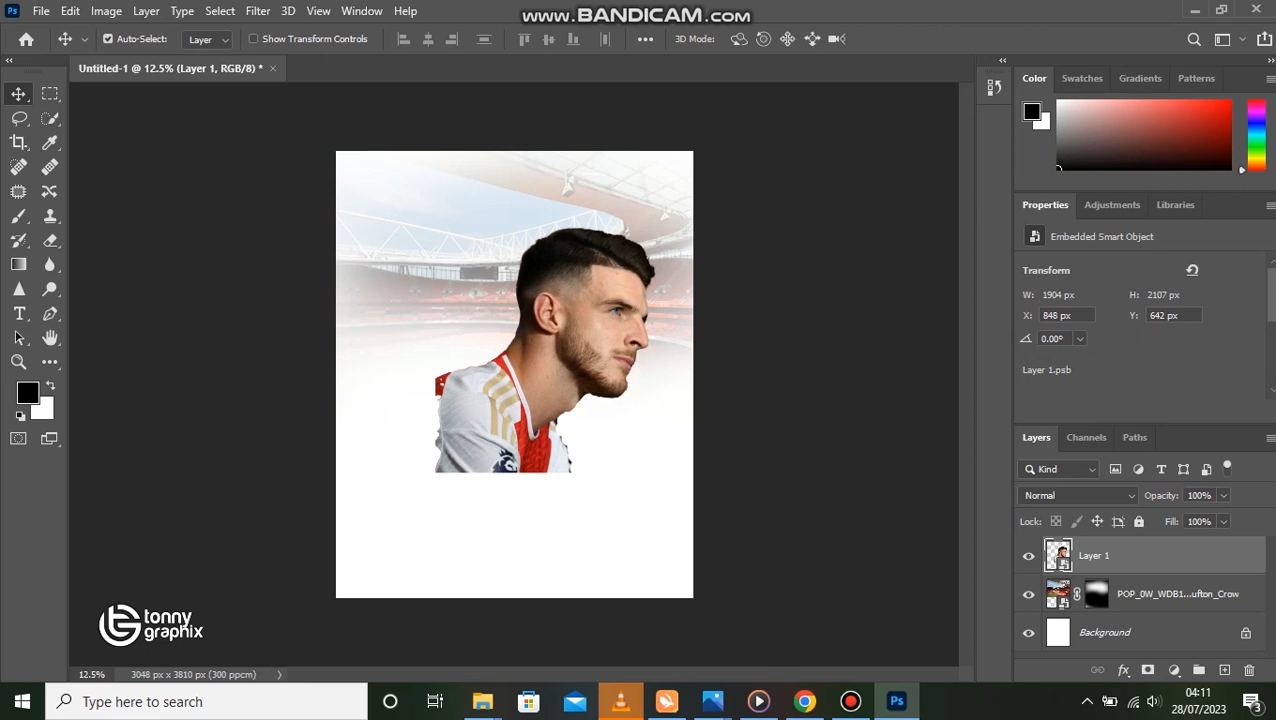 www.BANDICAM.com
Ps File Edit Image Layer Type Select Filter 3D View Window Help
Auto-Select: Layer Show Transform Controls 3D Mode:
Untitled-1 @ 12.5% (Layer 1, RGB/8) *
Color Swatches Gradients Patterns
Properties Adjustments Libraries
Embedded Smart Object
Transform
W: 1904 px H: 2107 px
X: 848 px Y: 642 px
0.00°
Layer 1.psb
Layers Channels Paths
Kind
Normal Opacity: 100%
Lock: Fill: 100%
Layer 1
POP_0W_WDB1...ufton_Crow
Background
fx
tonny
graphix
12.5% 3048 px x 3810 px (300 ppcm)
Type here to search
Ps
04:11
28/07/2023
3